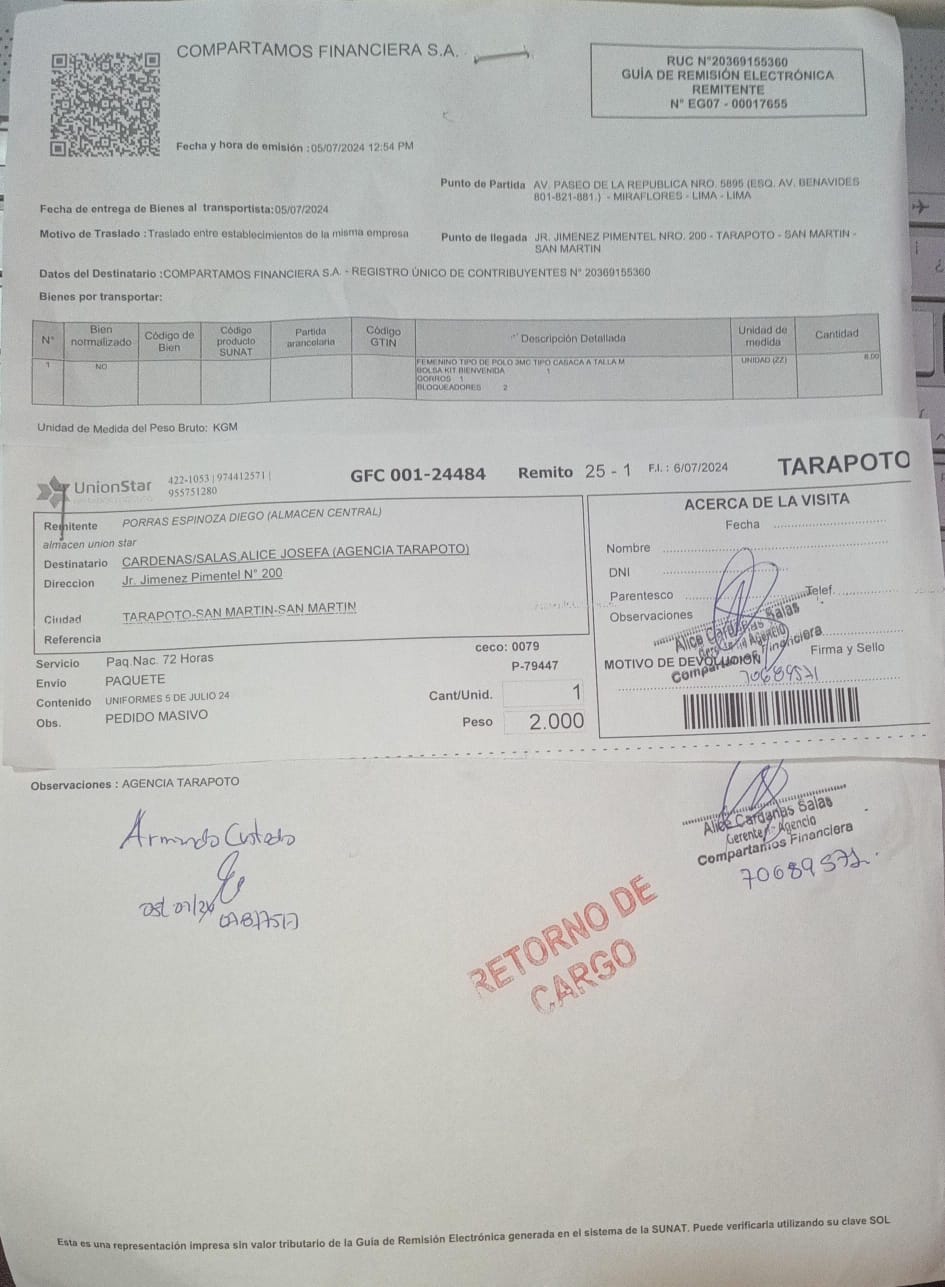 COMPARTAMOS FINANCIERA S.A.
RUC N°20369155360
GUÍA DE REMISIÓN ELECTRÓNICA
REMITENTE
N° EG07 - 00017655
Fecha y hora de emisión : 05/07/2024 12:54 PM
Punto de Partida AV. PASEO DE LA REPUBLICA NRO. 5895 (ESQ. AV. BENAVIDES
801-821-881.) - MIRAFLORES - LIMA - LIMA
Fecha de entrega de Bienes al transportista:05/07/2024
Motivo de Traslado : Traslado entre establecimientos de la misma empresa
Punto de llegada JR. JIMENEZ PIMENTEL NRO. 200 - TARAPOTO - SAN MARTIN -
SAN MARTIN
Datos del Destinatario : COMPARTAMOS FINANCIERA S.A. - REGISTRO ÚNICO DE CONTRIBUYENTES N° 20369155360
Bienes por transportar:
N° Bien normalizado Código de Bien Código producto SUNAT Partida arancelaria Código GTIN Descripción Detallada Unidad de medida Cantidad
1 NO FEMENINO TIPO DE POLO 3MC TIPO CASACA A TALLA M UNIDAD (ZZ) 8.00
BOLSA KIT BIENVENIDA 1
GORROS 1
BLOQUEADORES 2
Unidad de Medida del Peso Bruto: KGM
UnionStar 422-1053 | 974412571 |
955751280
GFC 001-24484 Remito 25 - 1 F.I. : 6/07/2024 TARAPOTO
Remitente PORRAS ESPINOZA DIEGO (ALMACEN CENTRAL)
almacen union star
Destinatario CARDENAS/SALAS,ALICE JOSEFA (AGENCIA TARAPOTO)
Direccion Jr. Jimenez Pimentel N° 200
Ciudad TARAPOTO-SAN MARTIN-SAN MARTIN
Referencia
ACERCA DE LA VISITA
Fecha
Nombre
DNI
Parentesco Telef.
Observaciones
Alice Cardenas Salas
Gerente Agencia
Compartamos Financiera
70689571
MOTIVO DE DEVOLUCION Firma y Sello
Servicio Paq.Nac. 72 Horas
Envio PAQUETE
Contenido UNIFORMES 5 DE JULIO 24
Obs. PEDIDO MASIVO
ceco: 0079
P-79447
Cant/Unid. 1
Peso 2.000
Observaciones : AGENCIA TARAPOTO
Alice Cardenas Salas
Gerente - Agencia
Compartamos Financiera
70689571.
RETORNO DE
CARGO
Esta es una representación impresa sin valor tributario de la Guía de Remisión Electrónica generada en el sistema de la SUNAT. Puede verificarla utilizando su clave SOL